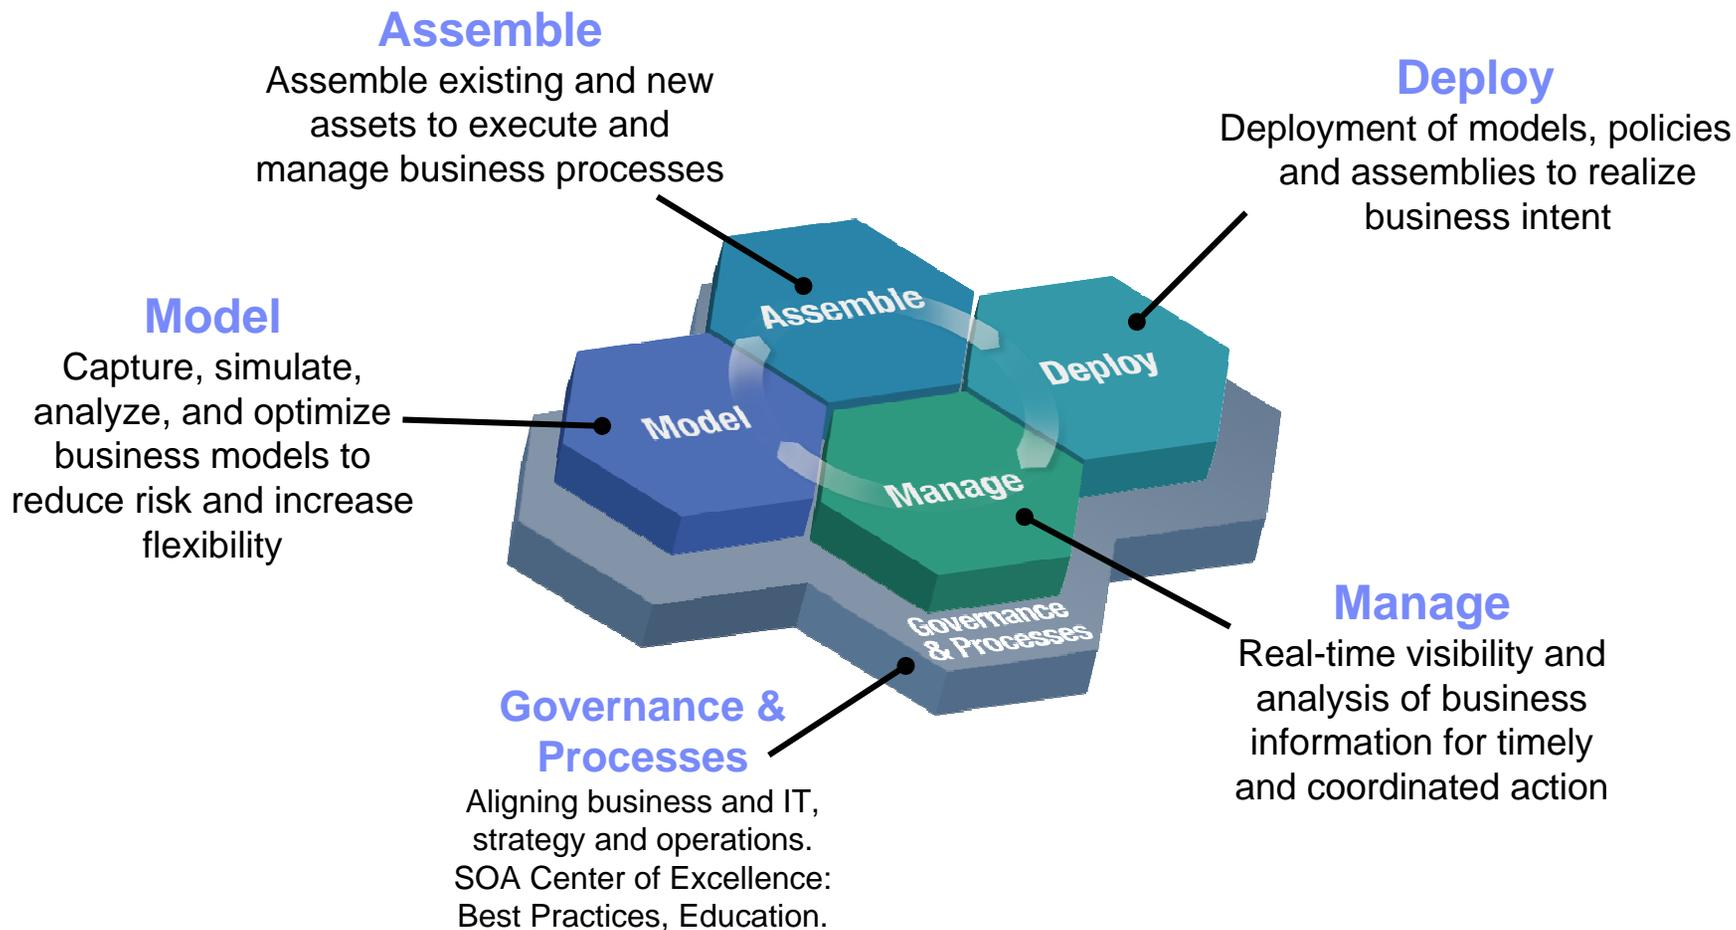 Assemble
Assemble existing and new
assets to execute and
manage business processes
Deploy
Deployment of models, policies
and assemblies to realize
business intent
Model
Capture, simulate,
analyze, and optimize
business models to
reduce risk and increase
flexibility
Assemble
Deploy
Model
Manage
Governance
& Processes
Manage
Real-time visibility and
analysis of business
information for timely
and coordinated action
Governance &
Processes
Aligning business and IT,
strategy and operations.
SOA Center of Excellence:
Best Practices, Education.